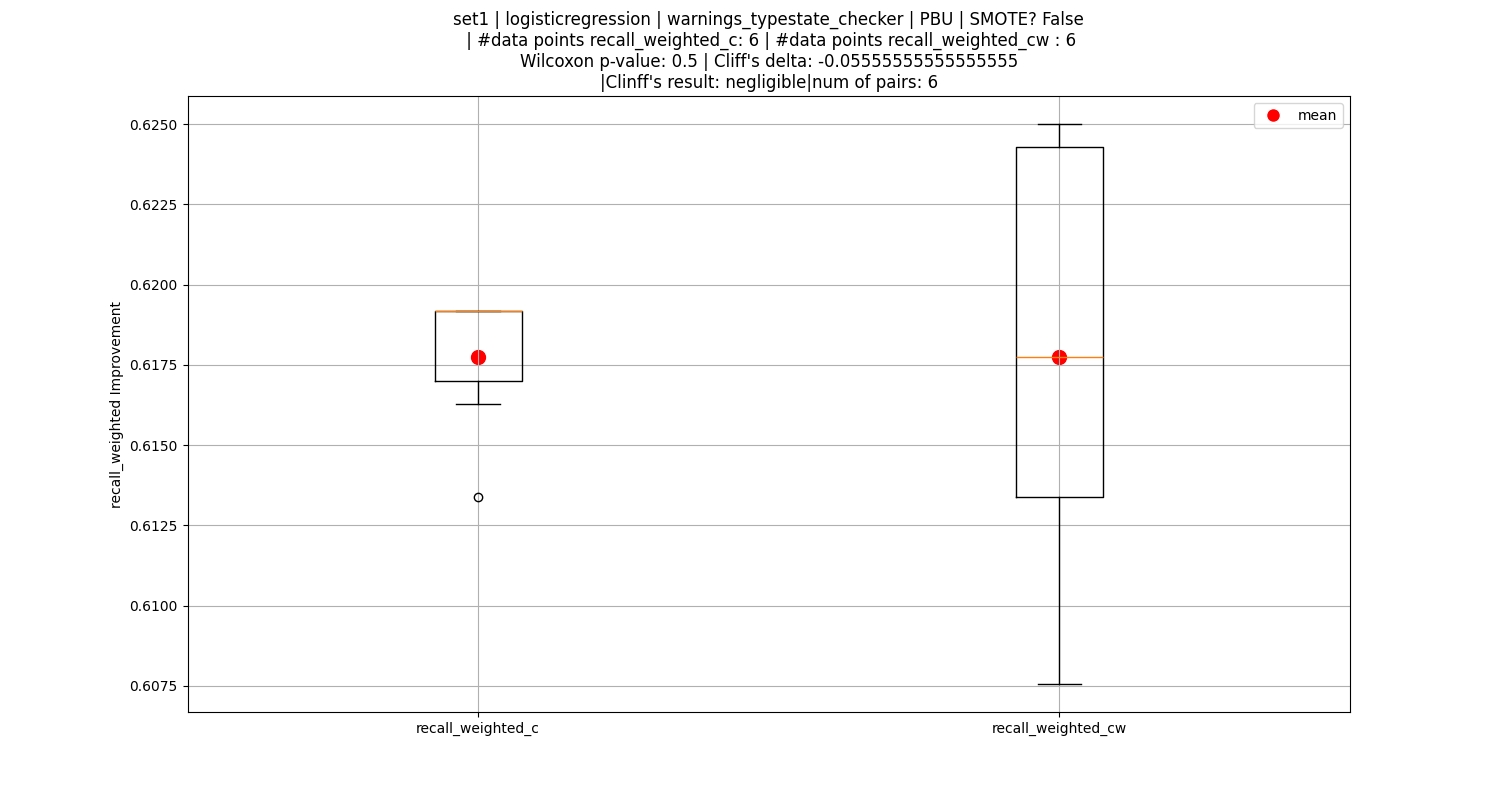 set1 | logisticregression | warnings_typestate_checker | PBU | SMOTE? False
| #data points recall_weighted_c: 6 | #data points recall_weighted_cw : 6
Wilcoxon p-value: 0.5 | Cliff's delta: -0.05555555555555555
|Clinff's result: negligible|num of pairs: 6
mean
0.6250
0.6225
0.6200
0.6175
0.6150
0.6125
0.6100
0.6075
recall_weighted Improvement
recall_weighted_c
recall_weighted_cw